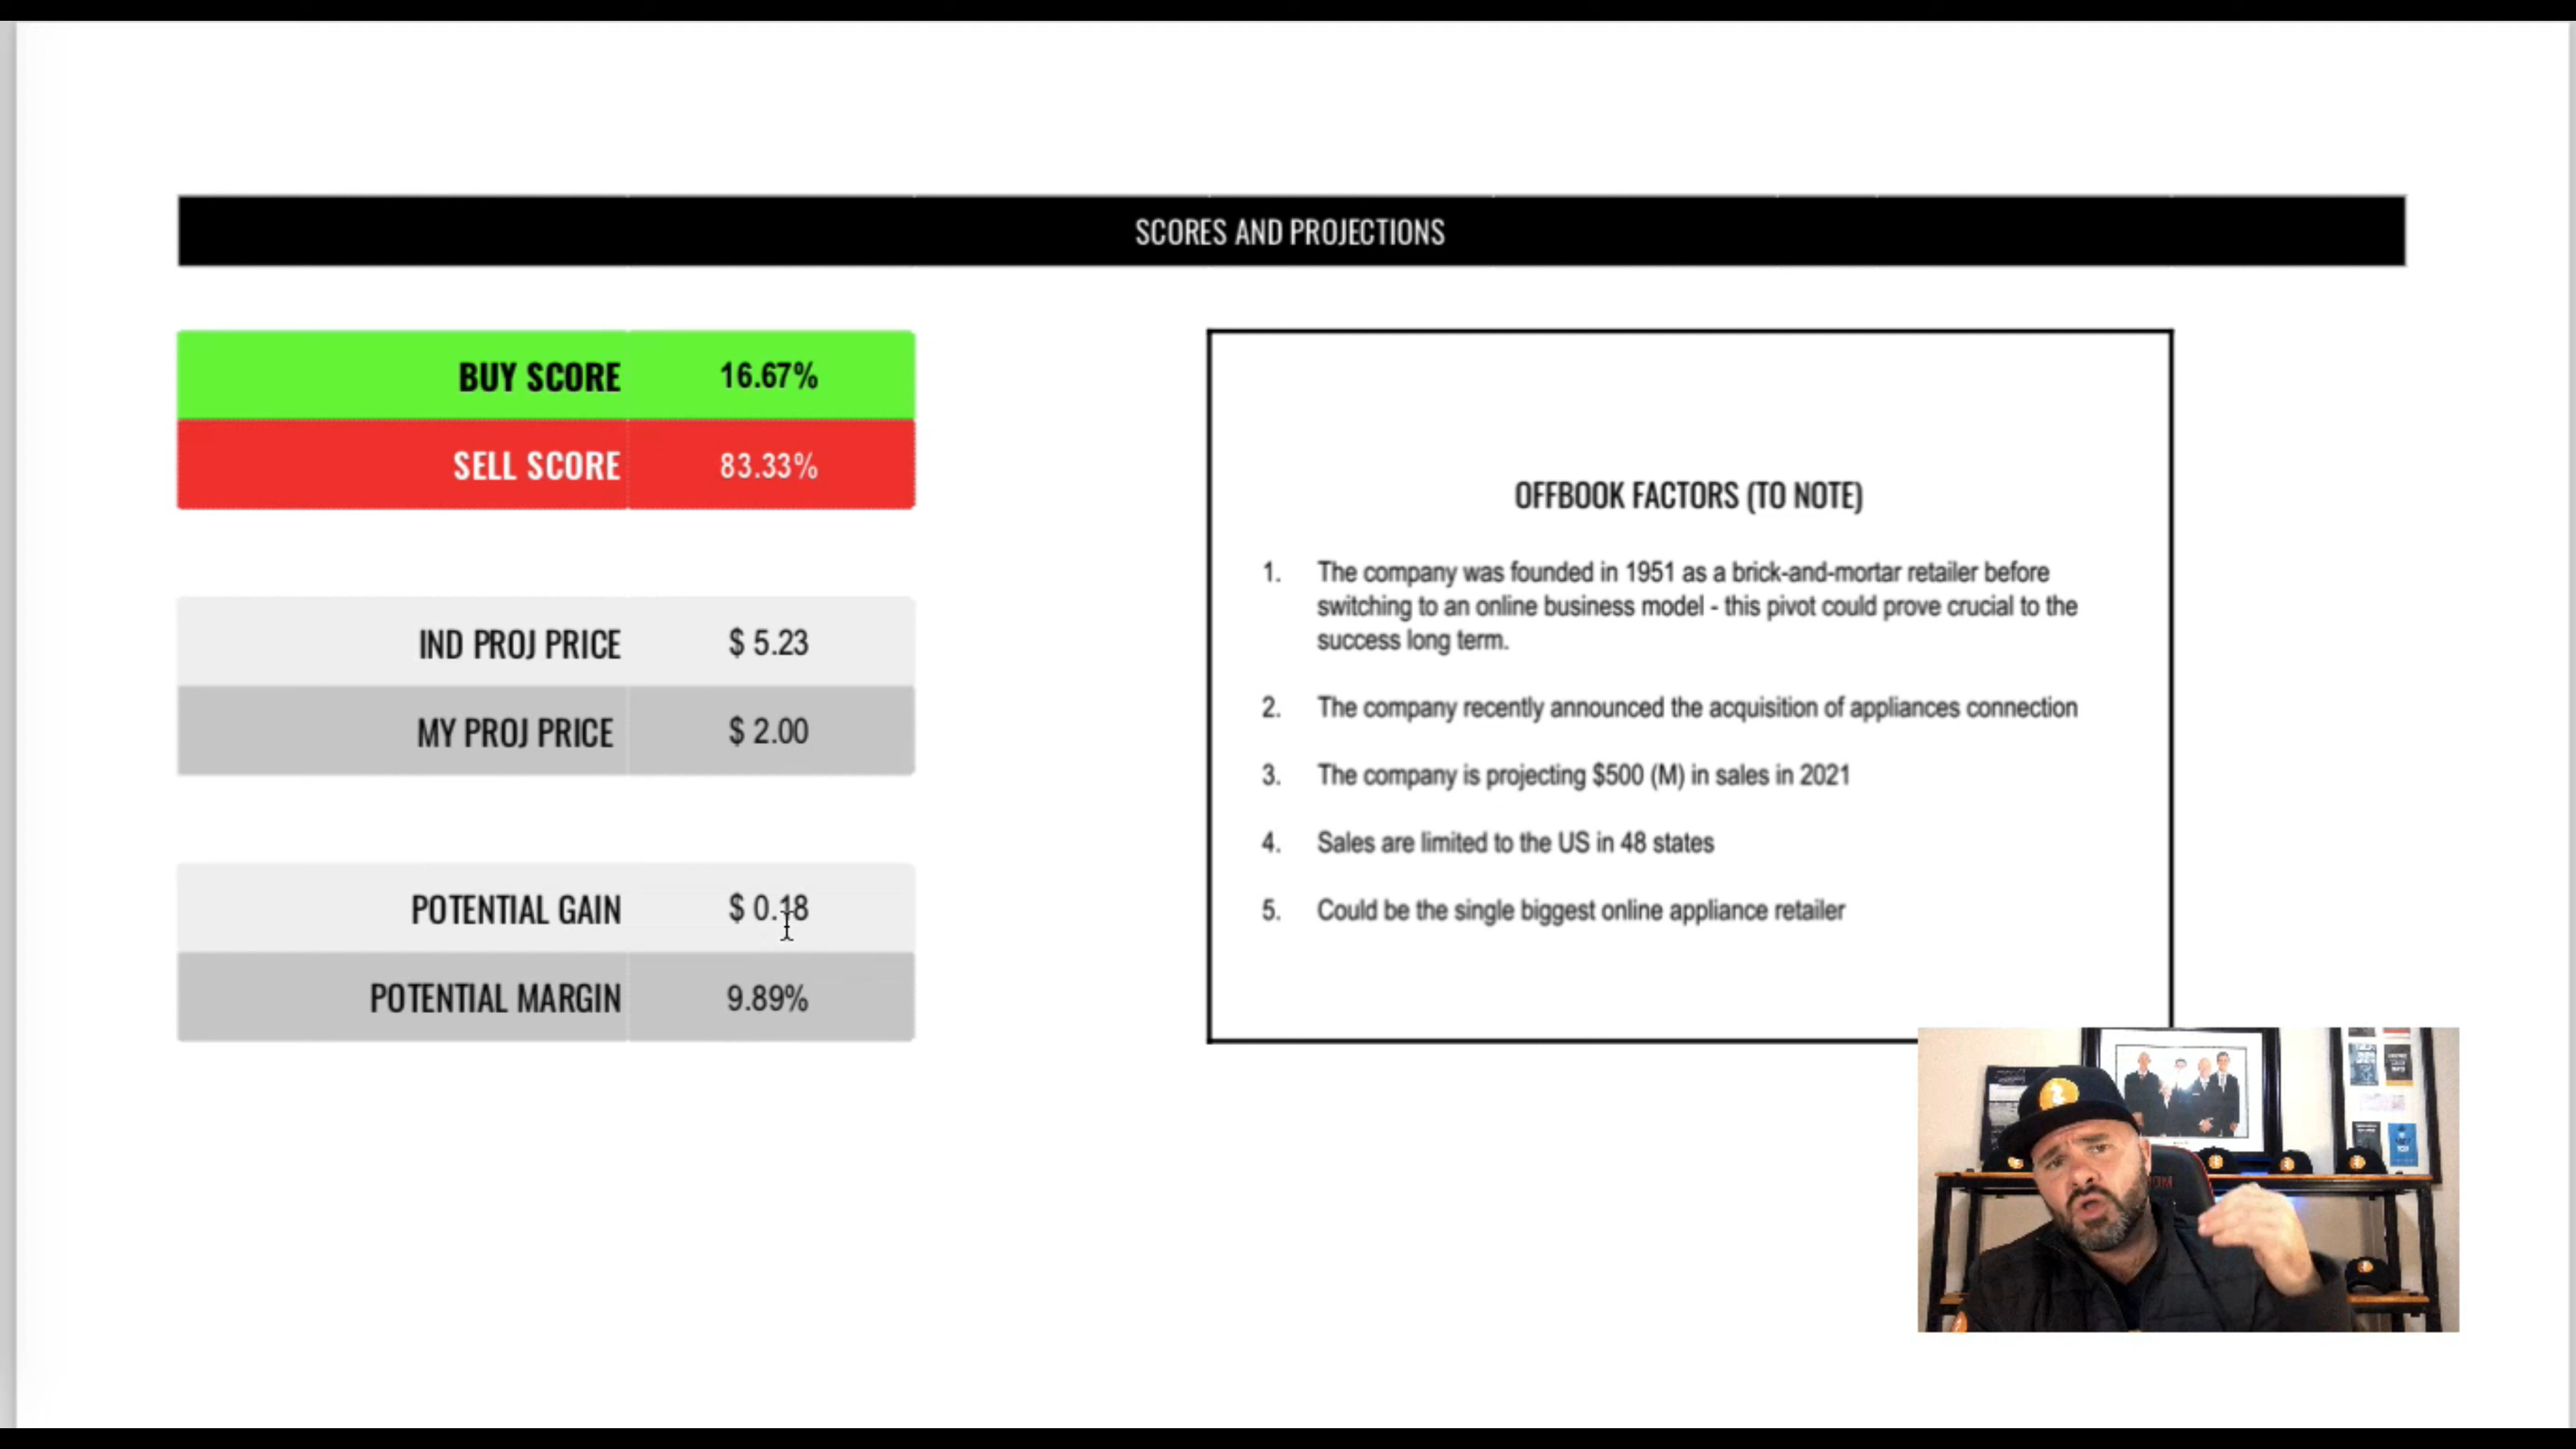 SCORES AND PROJECTIONS
BUY SCORE 16.67%
SELL SCORE 83.33%
IND PROJ PRICE $ 5.23
MY PROJ PRICE $ 2.00
POTENTIAL GAIN $ 0.18
POTENTIAL MARGIN 9.89%
OFFBOOK FACTORS (TO NOTE)
1. The company was founded in 1951 as a brick-and-mortar retailer before
switching to an online business model - this pivot could prove crucial to the
success long term.
2. The company recently announced the acquisition of appliances connection
3. The company is projecting $500 (M) in sales in 2021
4. Sales are limited to the US in 48 states
5. Could be the single biggest online appliance retailer